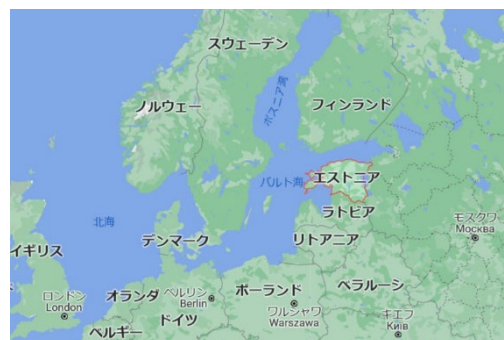 スウェーデン
ボスニア湾
ノルウェー
フィンランド
エストニア
バルト海
ラトビア
北海
モスクワ
Москва
デンマーク
リトアニア
イギリス
ロンドン
London
オランダ
ベルリン
Berlin
ポーランド
ワルシャワ
Warszawa
ベラルーシ
キエフ
Київ
ベルギー
ドイツ